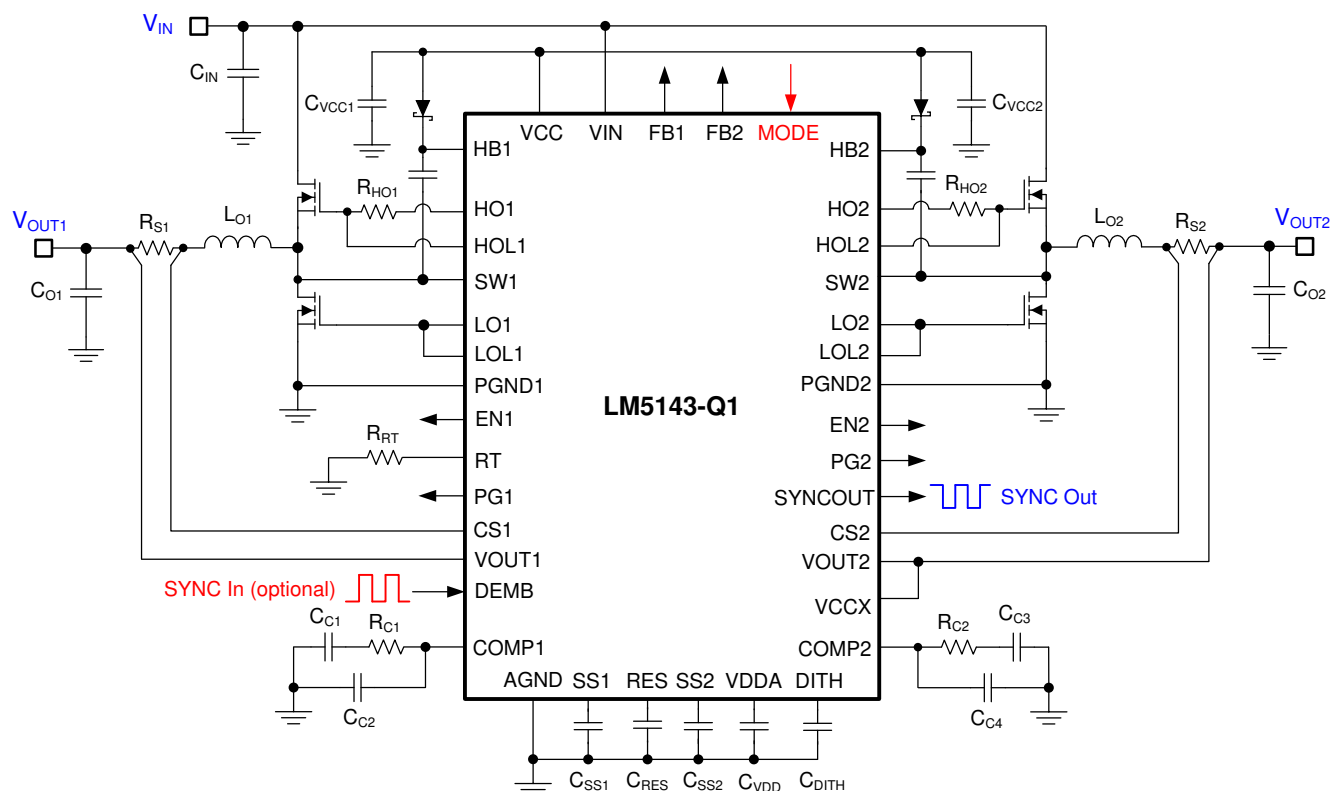 VIN
CIN
CVCC1
CVCC2
VCC VIN FB1 FB2 MODE
HB1
HB2
RHO1
RHO2
HO1
HO2
VOUT1
RS1
LO1
HOL1
HOL2
LO2
RS2
VOUT2
SW1
SW2
CO1
CO2
LO1
LO2
LOL1
LOL2
PGND1
PGND2
LM5143-Q1
EN1
EN2
RRT
RT
PG2
PG1
SYNCOUT
SYNC Out
CS1
CS2
VOUT1
VOUT2
SYNC In (optional)
DEMB
VCCX
CC1
RC1
COMP1
COMP2
RC2
CC3
CC2
CC4
AGND SS1 RES SS2 VDDA DITH
CSS1 CRES CSS2 CVDD CDITH